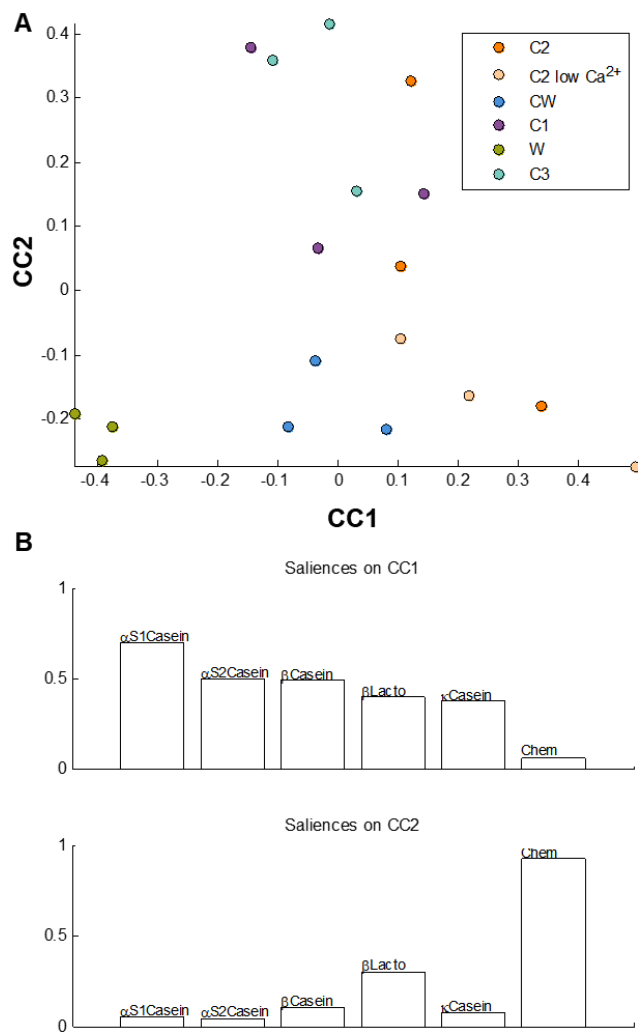 A
0.4
0.3
0.2
0.1
0
-0.1
-0.2
CC2
C2
C2 low Ca2+
CW
C1
W
C3
-0.4 -0.3 -0.2 -0.1 0 0.1 0.2 0.3 0.4
CC1
B
Saliences on CC1
1
0.5
0
αS1Casein
αS2Casein
βCasein
βLacto
κCasein
Chem
Saliences on CC2
1
0.5
0
αS1Casein
αS2Casein
βCasein
βLacto
κCasein
Chem